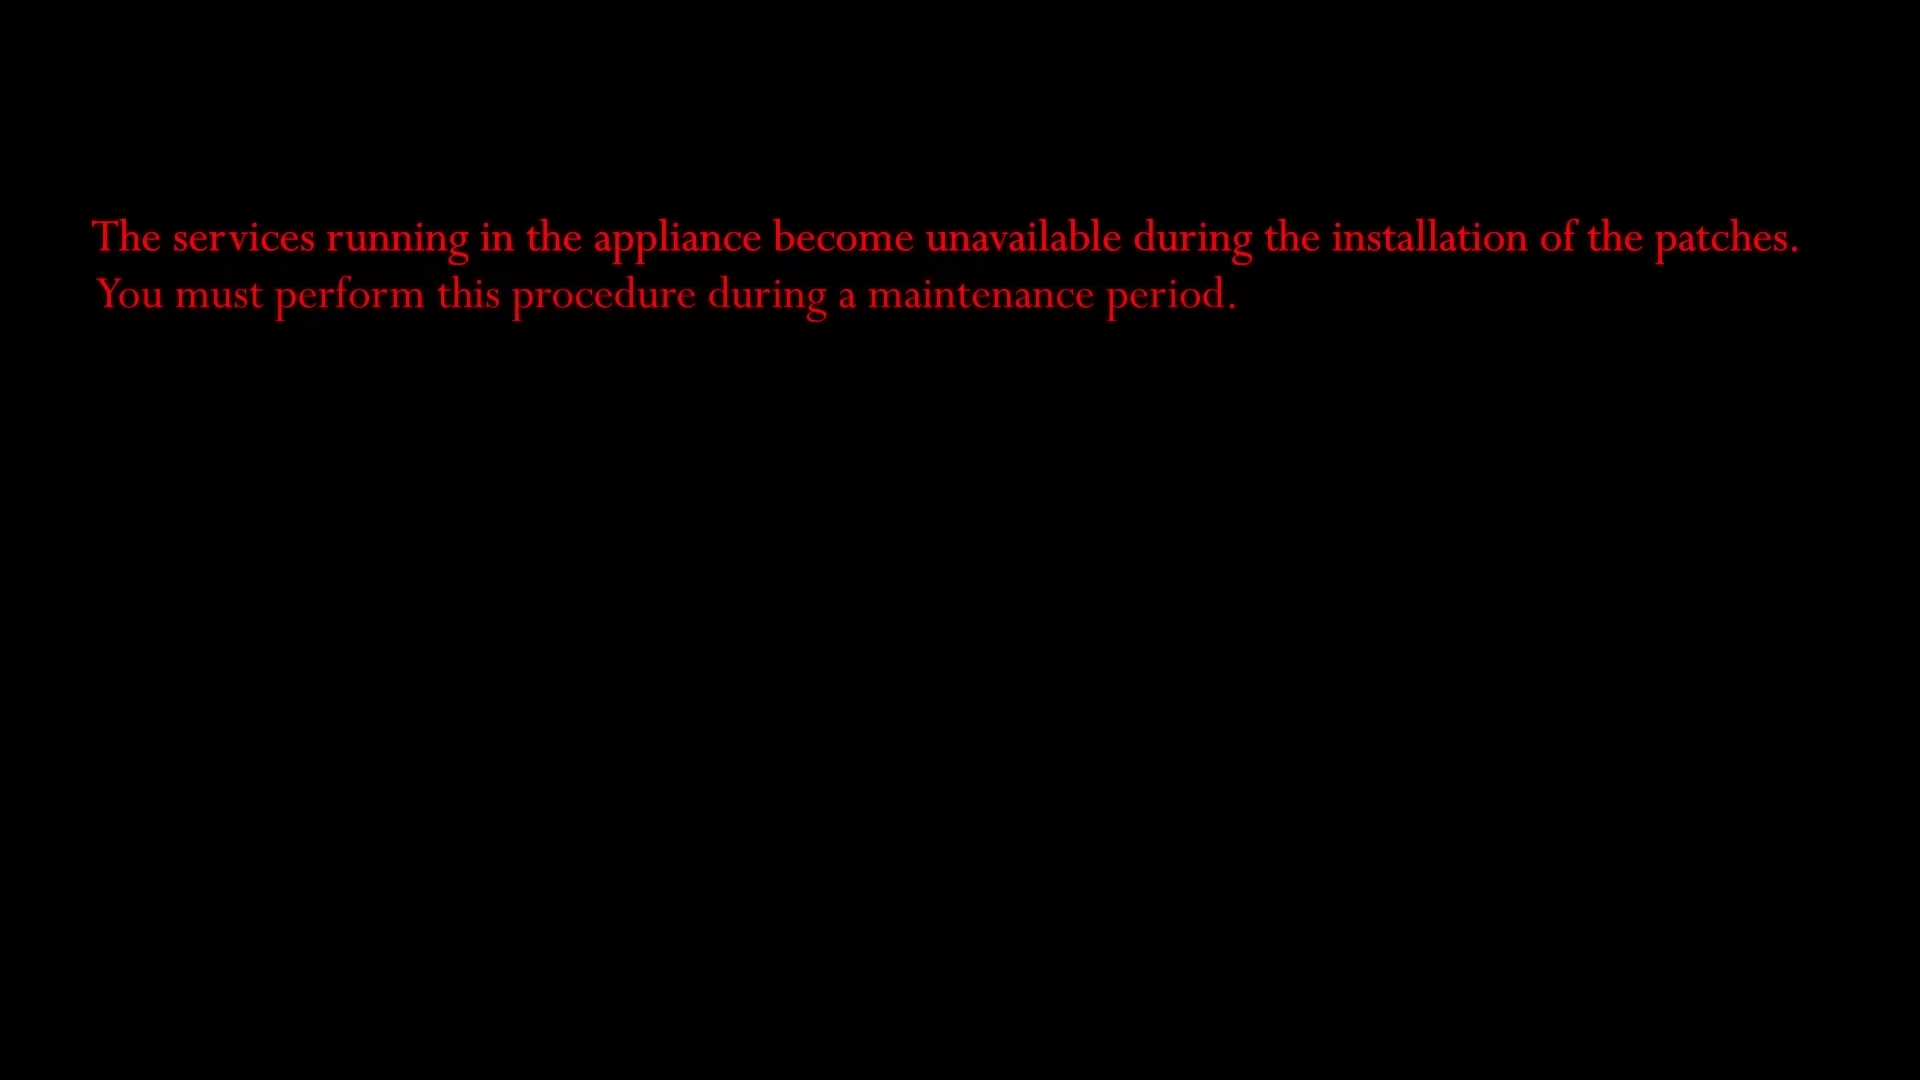 The services running in the appliance become unavailable during the installation of the patches.
You must perform this procedure during a maintenance period.